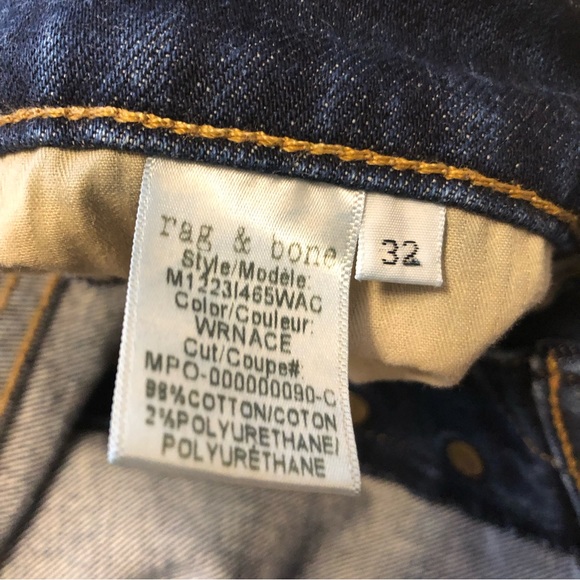 rag & bone
Style/Modèle:
M1223I465WAC
Color/Couleur:
WRNACE
Cut/Coupe#:
MPO-000000090-C
98%COTTON/COTON
2%POLYURETHANE/
POLYURÉTHANE
32